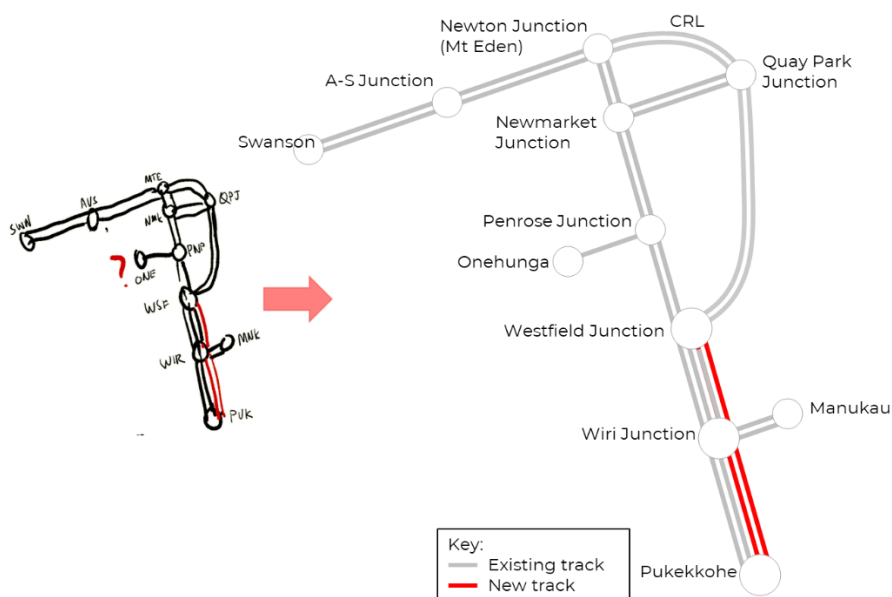 SWN
AVS
MTE
QPJ
NMK
PNP
?
ONE
WSF
WIR
MNK
PUK
Newton Junction
(Mt Eden)
CRL
Quay Park
Junction
A-S Junction
Swanson
Newmarket
Junction
Penrose Junction
Onehunga
Westfield Junction
Manukau
Wiri Junction
Pukekkohe
Key:
Existing track
New track